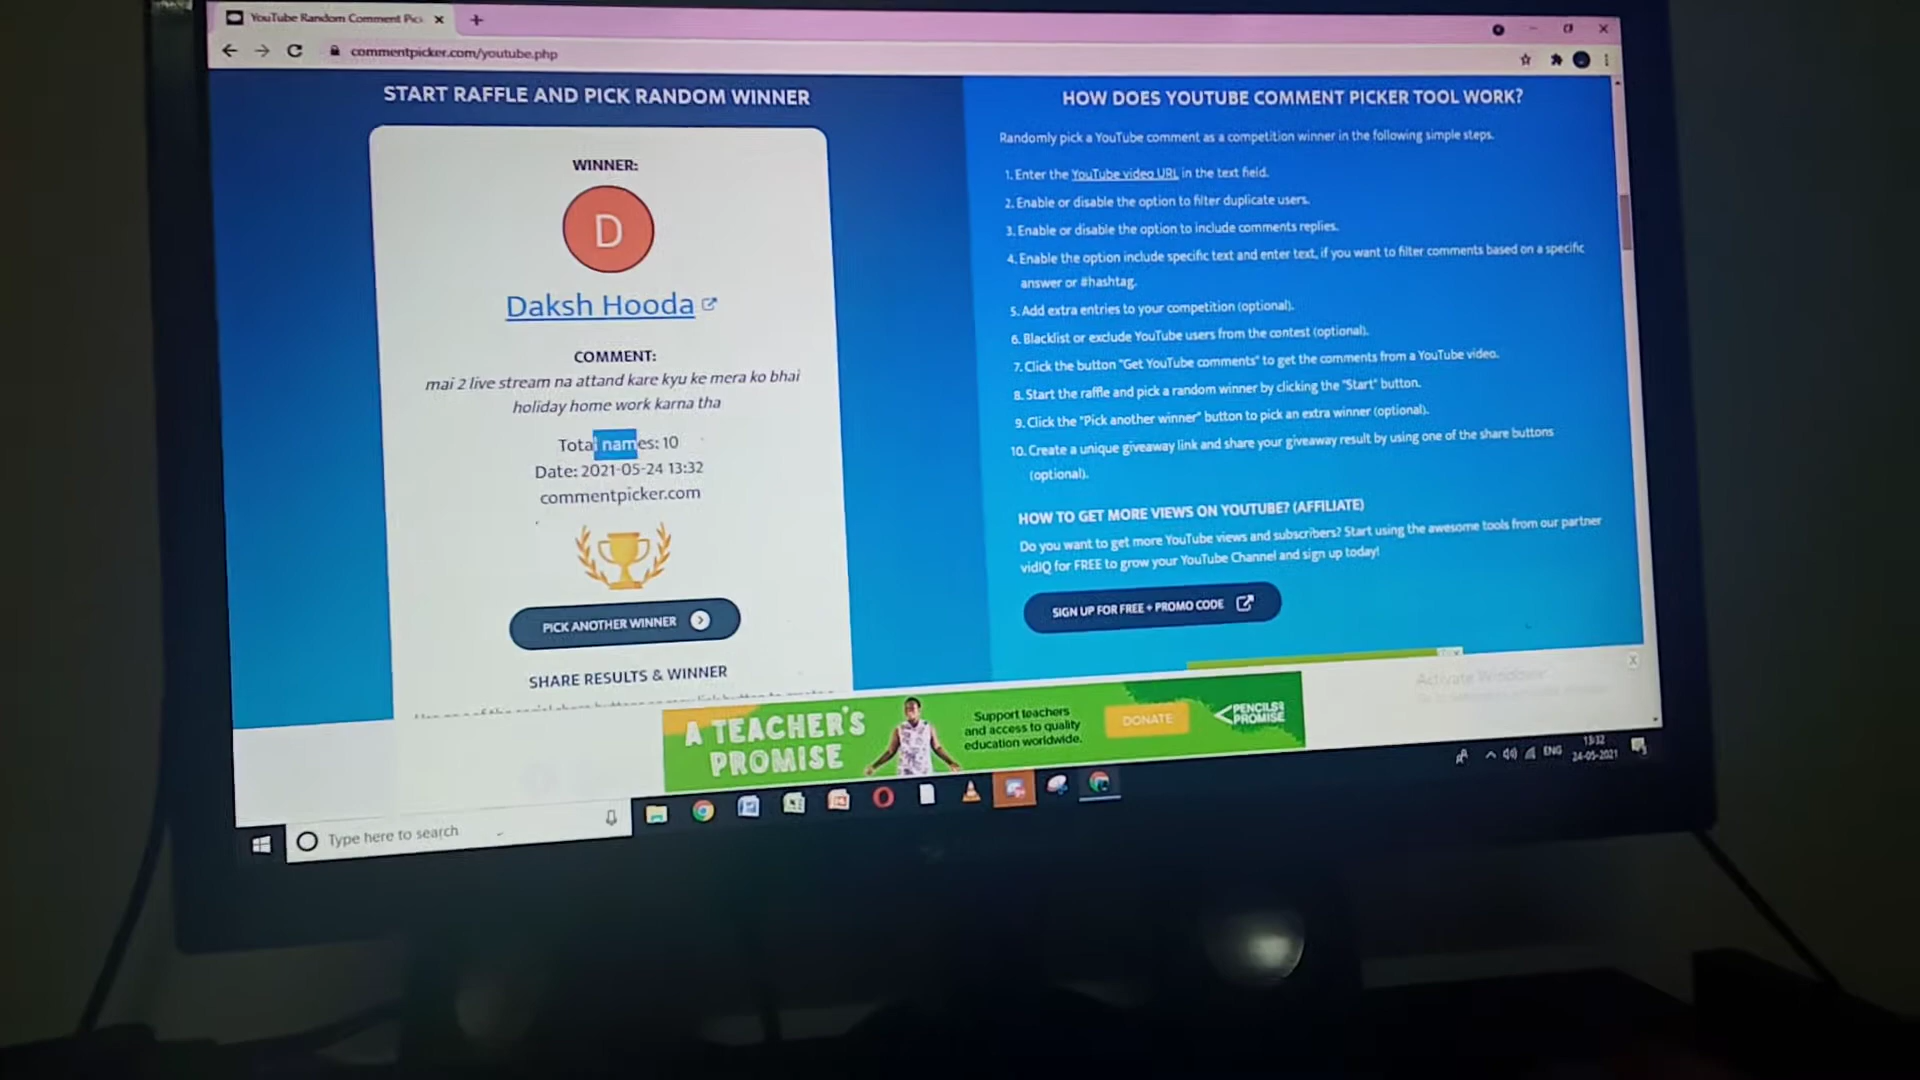 YouTube Random Comment Pic
commentpicker.com/youtube.php
START RAFFLE AND PICK RANDOM WINNER
WINNER:
D
Daksh Hooda
COMMENT:
mai 2 live stream na attand kare kyu ke mera ko bhai
holiday home work karna tha
Total names: 10
Date: 2021-05-24 13:32
commentpicker.com
PICK ANOTHER WINNER
SHARE RESULTS & WINNER
HOW DOES YOUTUBE COMMENT PICKER TOOL WORK?
Randomly pick a YouTube comment as a competition winner in the following simple steps.
1. Enter the YouTube video URL in the text field.
2. Enable or disable the option to filter duplicate users.
3. Enable or disable the option to include comments replies.
4. Enable the option include specific text and enter text, if you want to filter comments based on a specific
answer or #hashtag.
5. Add extra entries to your competition (optional).
6. Blacklist or exclude YouTube users from the contest (optional).
7. Click the button "Get YouTube comments" to get the comments from a YouTube video.
8. Start the raffle and pick a random winner by clicking the "Start" button.
9. Click the "Pick another winner" button to pick an extra winner (optional).
10. Create a unique giveaway link and share your giveaway result by using one of the share buttons
(optional).
HOW TO GET MORE VIEWS ON YOUTUBE? (AFFILIATE)
Do you want to get more YouTube views and subscribers? Start using the awesome tools from our partner
vidIQ for FREE to grow your YouTube Channel and sign up today!
SIGN UP FOR FREE + PROMO CODE
Activate Windows
A TEACHER'S
PROMISE
Support teachers
and access to quality
education worldwide.
DONATE
PENCILS OF
PROMISE
Type here to search
ENG
13:32
24-05-2021